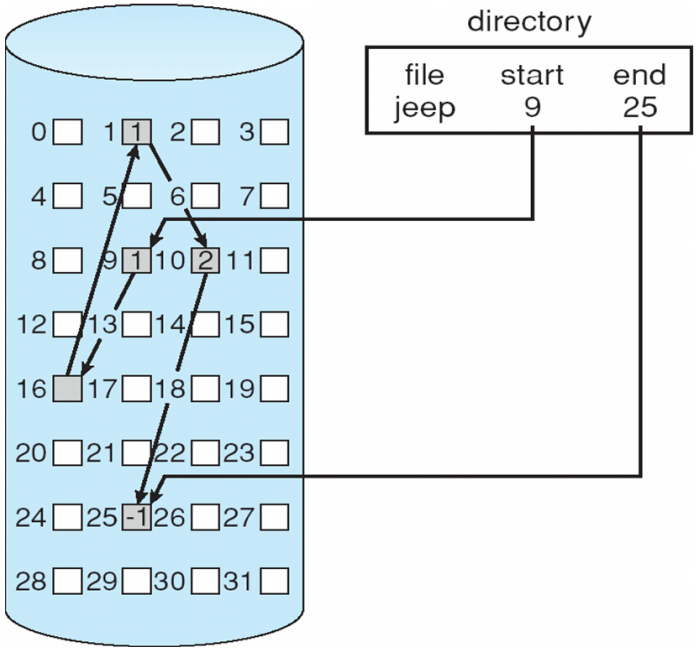 directory
file start end
jeep 9 25
0 1 1 2 3
4 5 6 7
8 9 1 10 2 11
12 13 14 15
16 17 18 19
20 21 22 23
24 25 -1 26 27
28 29 30 31